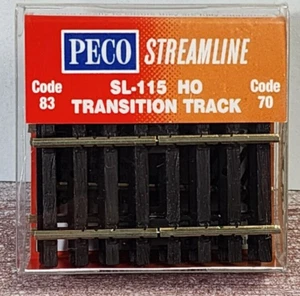 PECO STREAMLINE
Code 83 SL-115 HO Code 70
TRANSITION TRACK